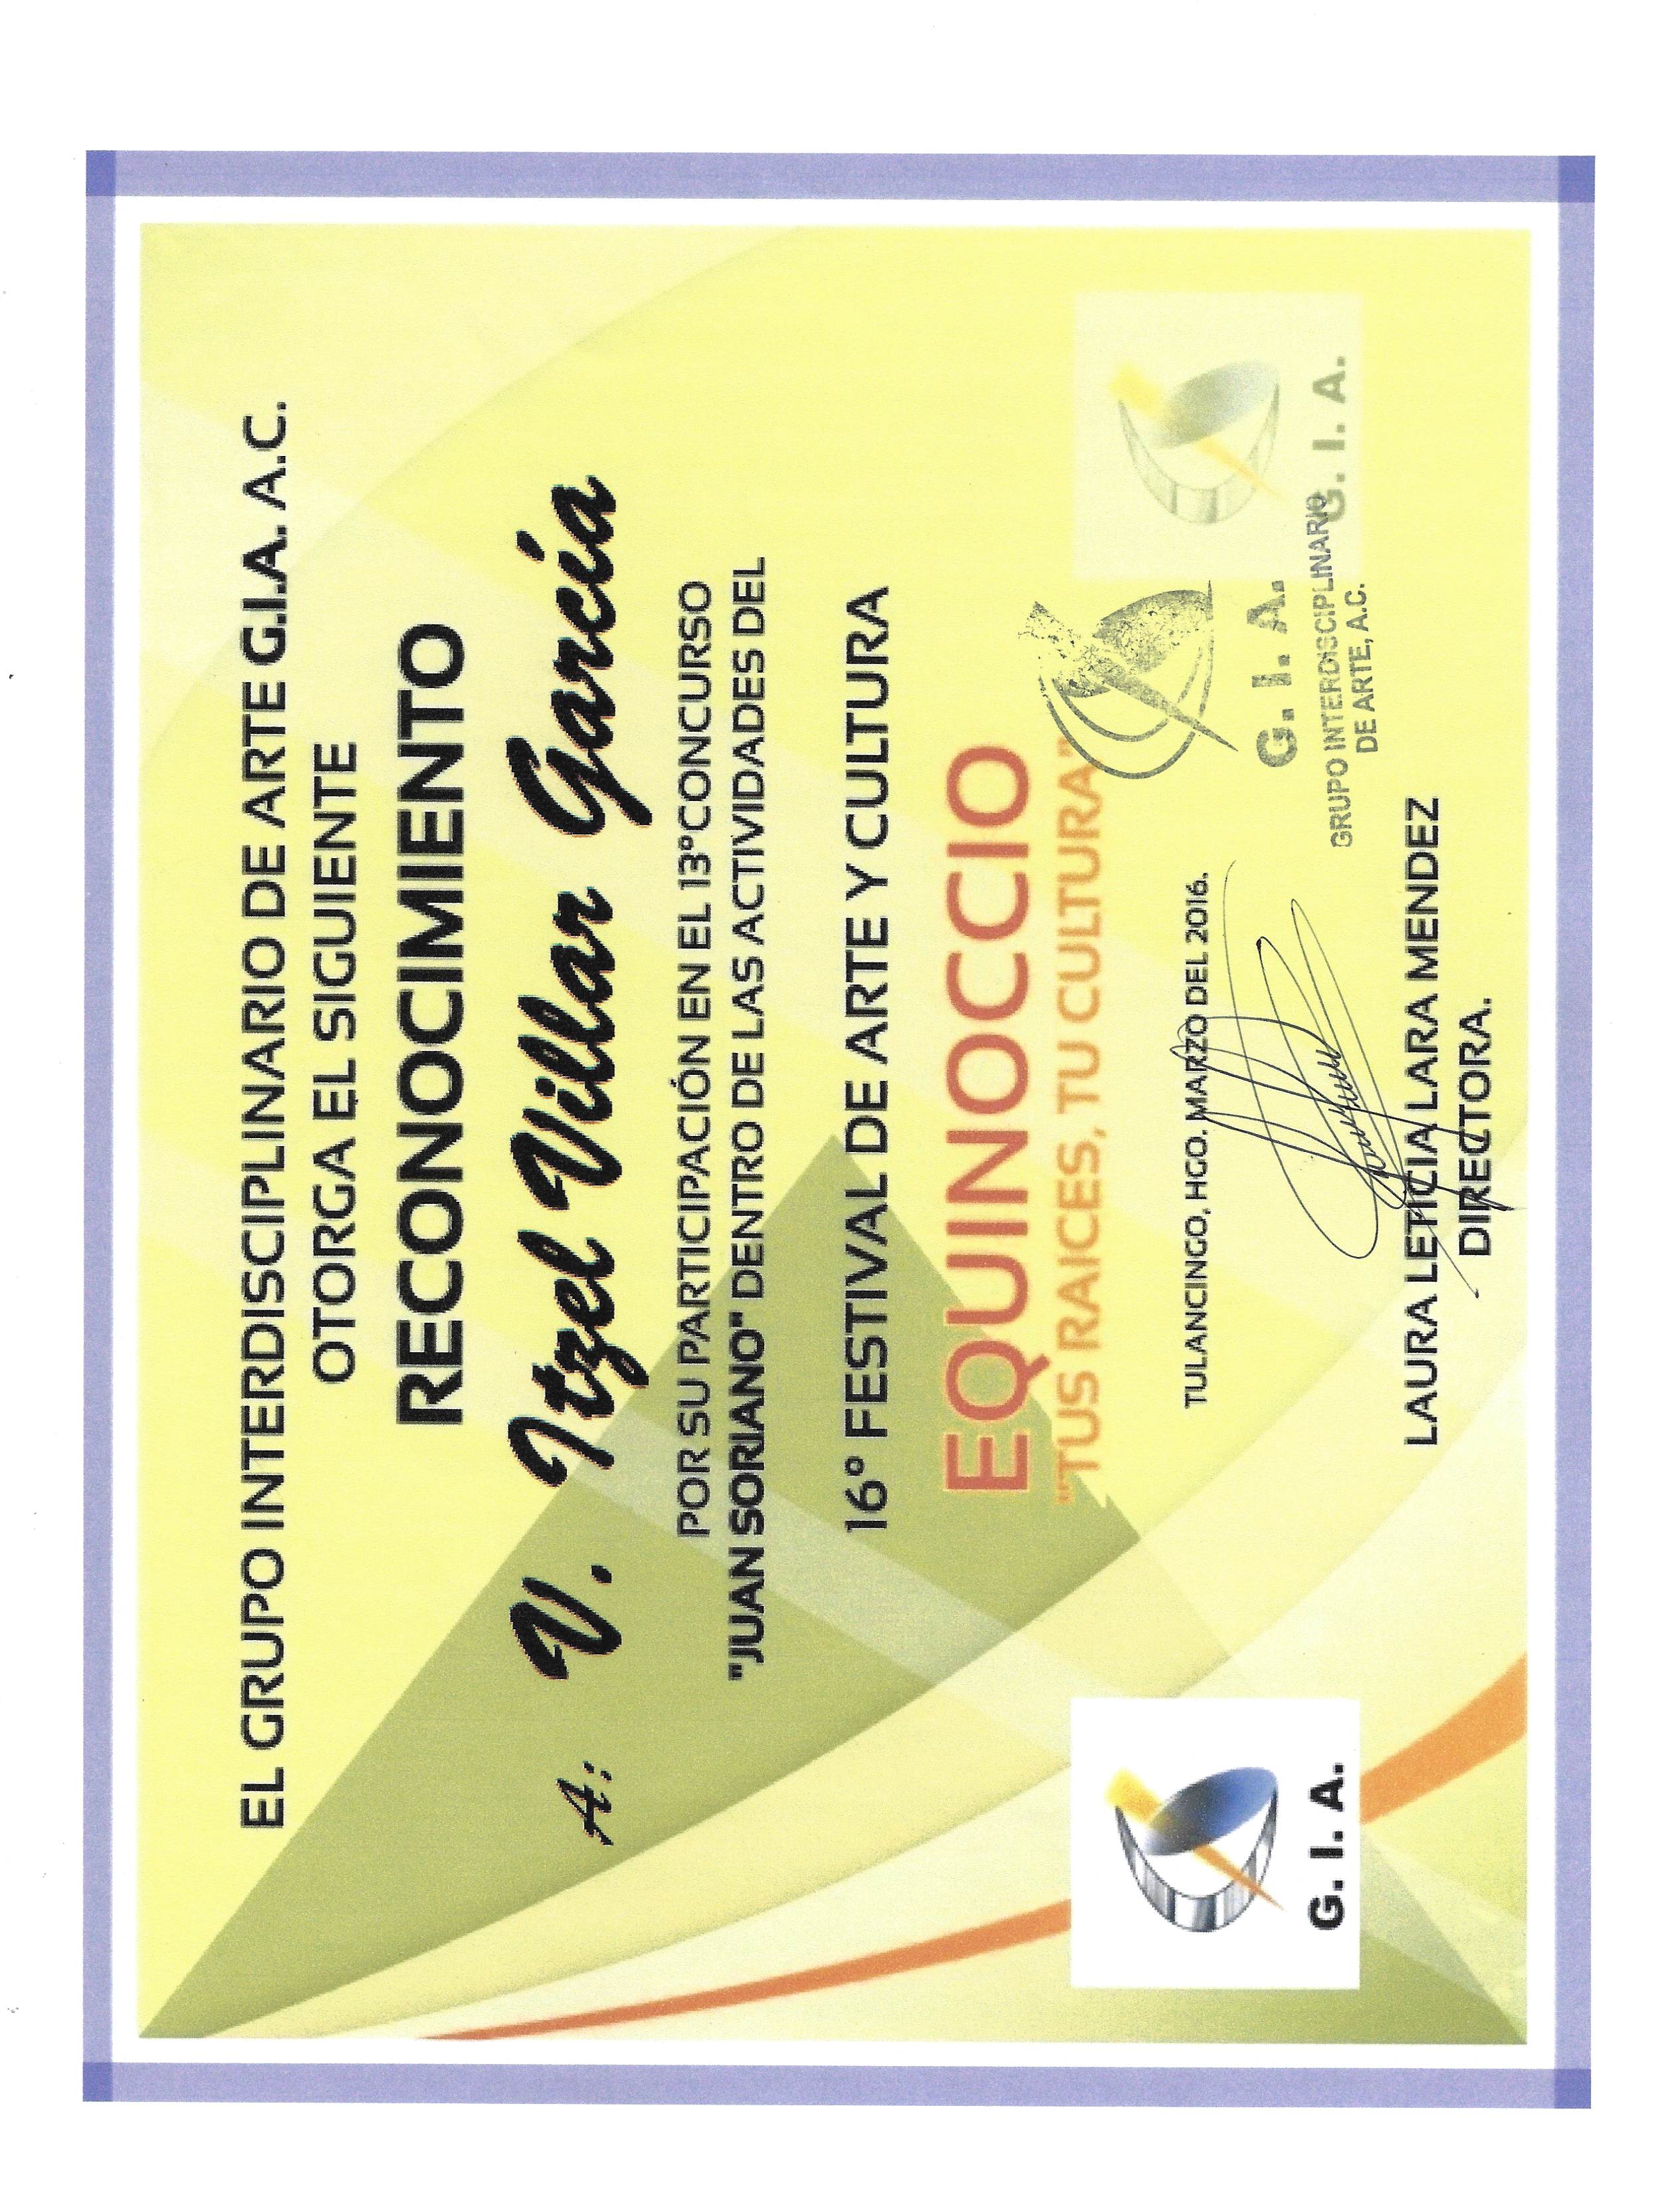 EL GRUPO INTERDISCIPLINARIO DE ARTE G.I.A. A.C.
OTORGA EL SIGUIENTE
RECONOCIMIENTO
A: V. Itzel Villar García
POR SU PARTICIPACIÓN EN EL 13°CONCURSO
"JUAN SORIANO" DENTRO DE LAS ACTIVIDADES DEL
16° FESTIVAL DE ARTE Y CULTURA
EQUINOCCIO
"TUS RAICES, TU CULTURA"
TULANCINGO, HGO. MARZO DEL 2016.
G. I. A.
G. I. A.
GRUPO INTERDISCIPLINARIO
DE ARTE, A.C.
G. I. A.
LAURA LETICIA LARA MENDEZ
DIRECTORA.